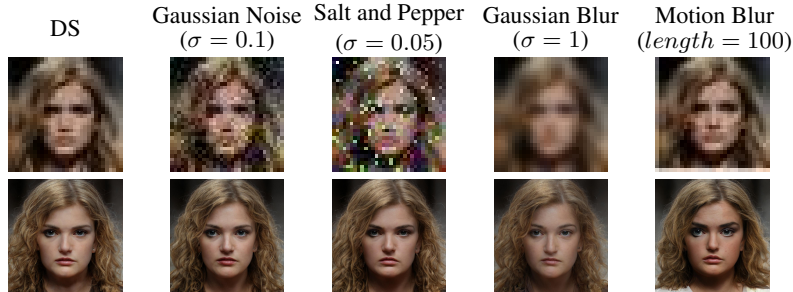 DS
Gaussian Noise
(σ = 0.1)
Salt and Pepper
(σ = 0.05)
Gaussian Blur
(σ = 1)
Motion Blur
(length = 100)